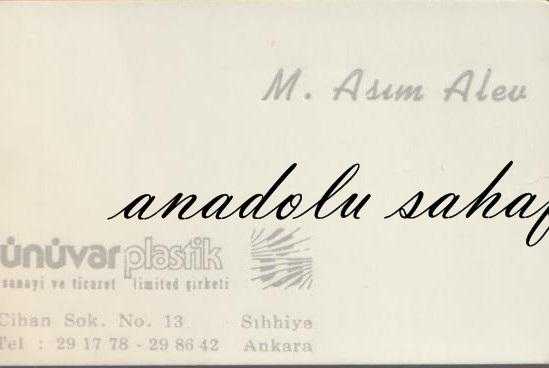 M. Asım Alev
anadolu sahaf
ünüvar plastik
sanayi ve ticaret limited şirketi
Cihan Sok. No. 13 Sıhhiye
Tel : 29 17 78 - 29 86 42 Ankara